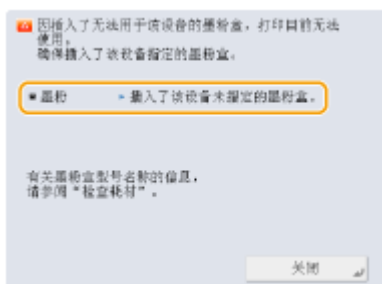 因插入了无法用于该设备的墨粉盒，打印目前无法
使用。
确保插入了该设备指定的墨粉盒。
墨粉 插入了该设备未指定的墨粉盒。
有关墨粉盒型号名称的信息，
请参阅“检查耗材”。
关闭